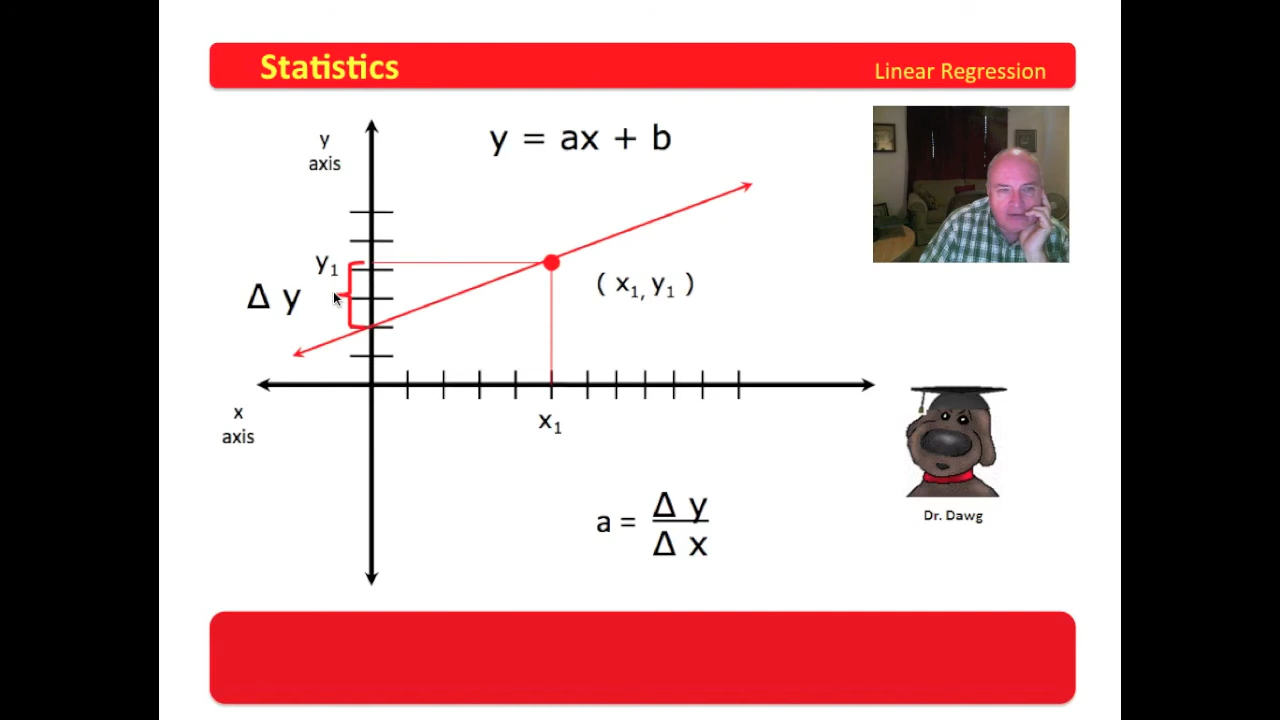 Statistics
Linear Regression
y
axis
y = ax + b
y₁
Δ y
( x₁, y₁ )
x
axis
x₁
a = Δ y
Δ x
Dr. Dawg